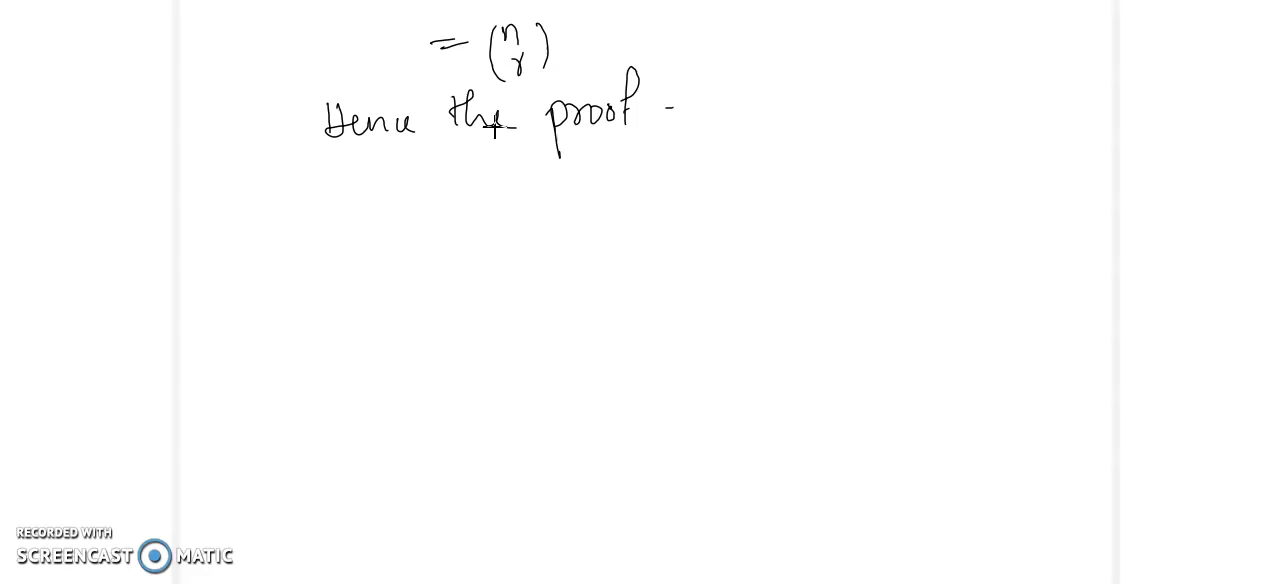 = (n r)
Hence the proof -
RECORDED WITH
SCREENCAST MATIC